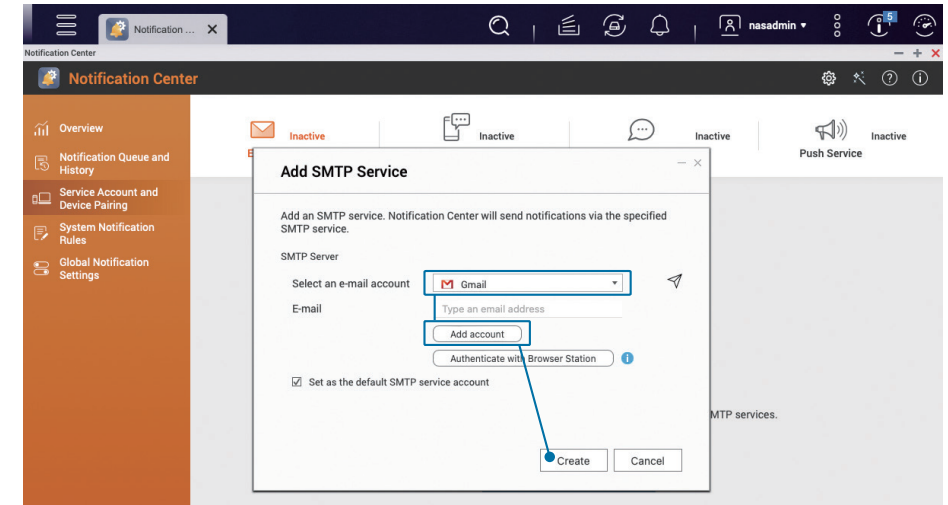 Notification ...
nasadmin
5
Notification Center
Notification Center
Overview
Notification Queue and
History
Service Account and
Device Pairing
System Notification
Rules
Global Notification
Settings
Inactive
Inactive
Inactive
Inactive
Push Service
Add SMTP Service
Add an SMTP service. Notification Center will send notifications via the specified
SMTP service.
SMTP Server
Select an e-mail account
Gmail
E-mail
Type an email address
Add account
Authenticate with Browser Station
Set as the default SMTP service account
MTP services.
Create
Cancel